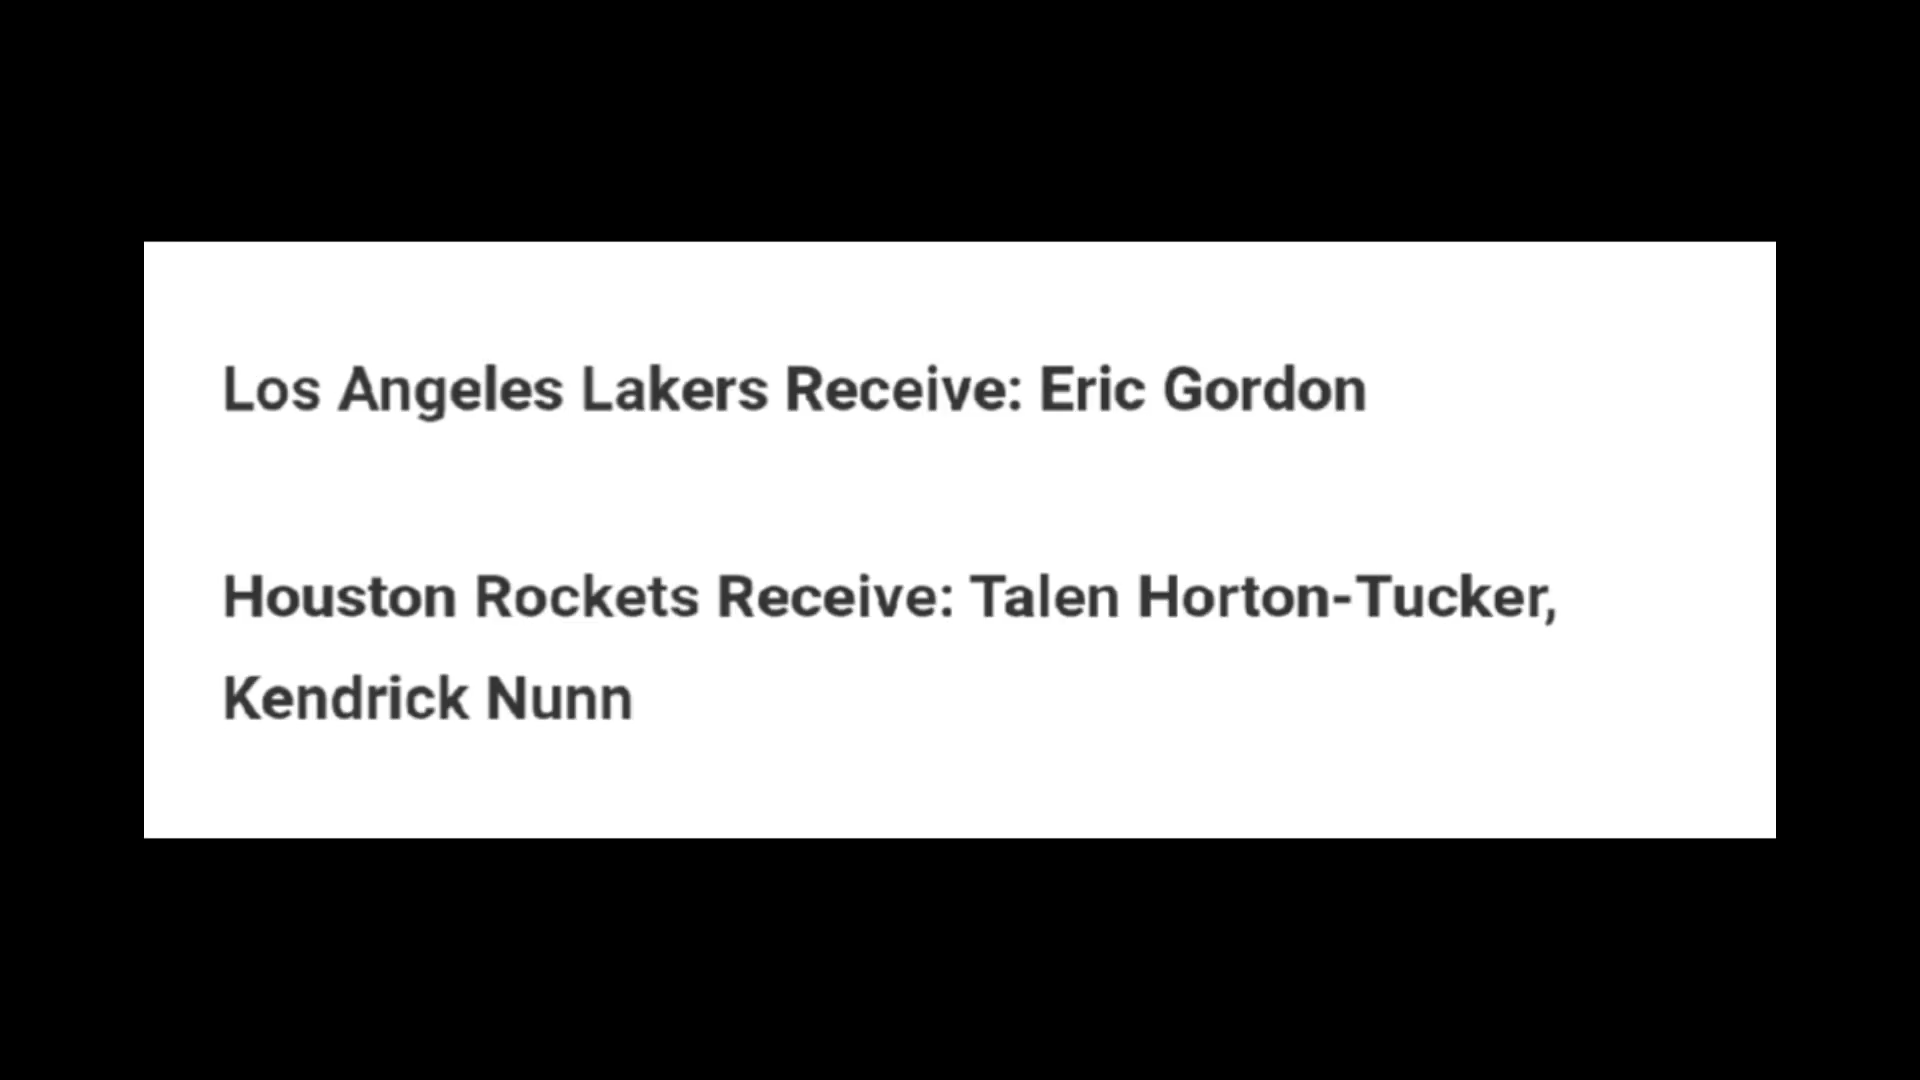 Los Angeles Lakers Receive: Eric Gordon
Houston Rockets Receive: Talen Horton-Tucker,
Kendrick Nunn